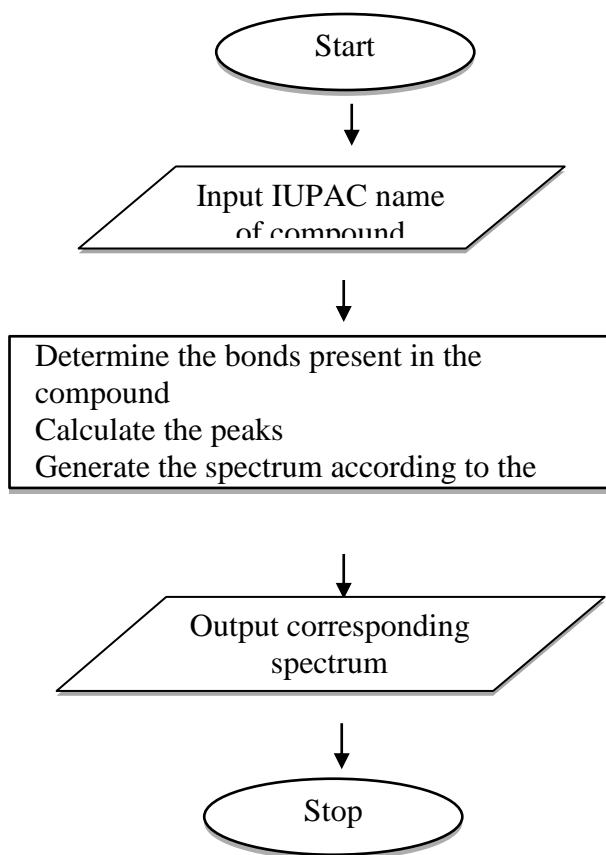 Start
Input IUPAC name
of compound
Determine the bonds present in the
compound
Calculate the peaks
Generate the spectrum according to the
Output corresponding
spectrum
Stop